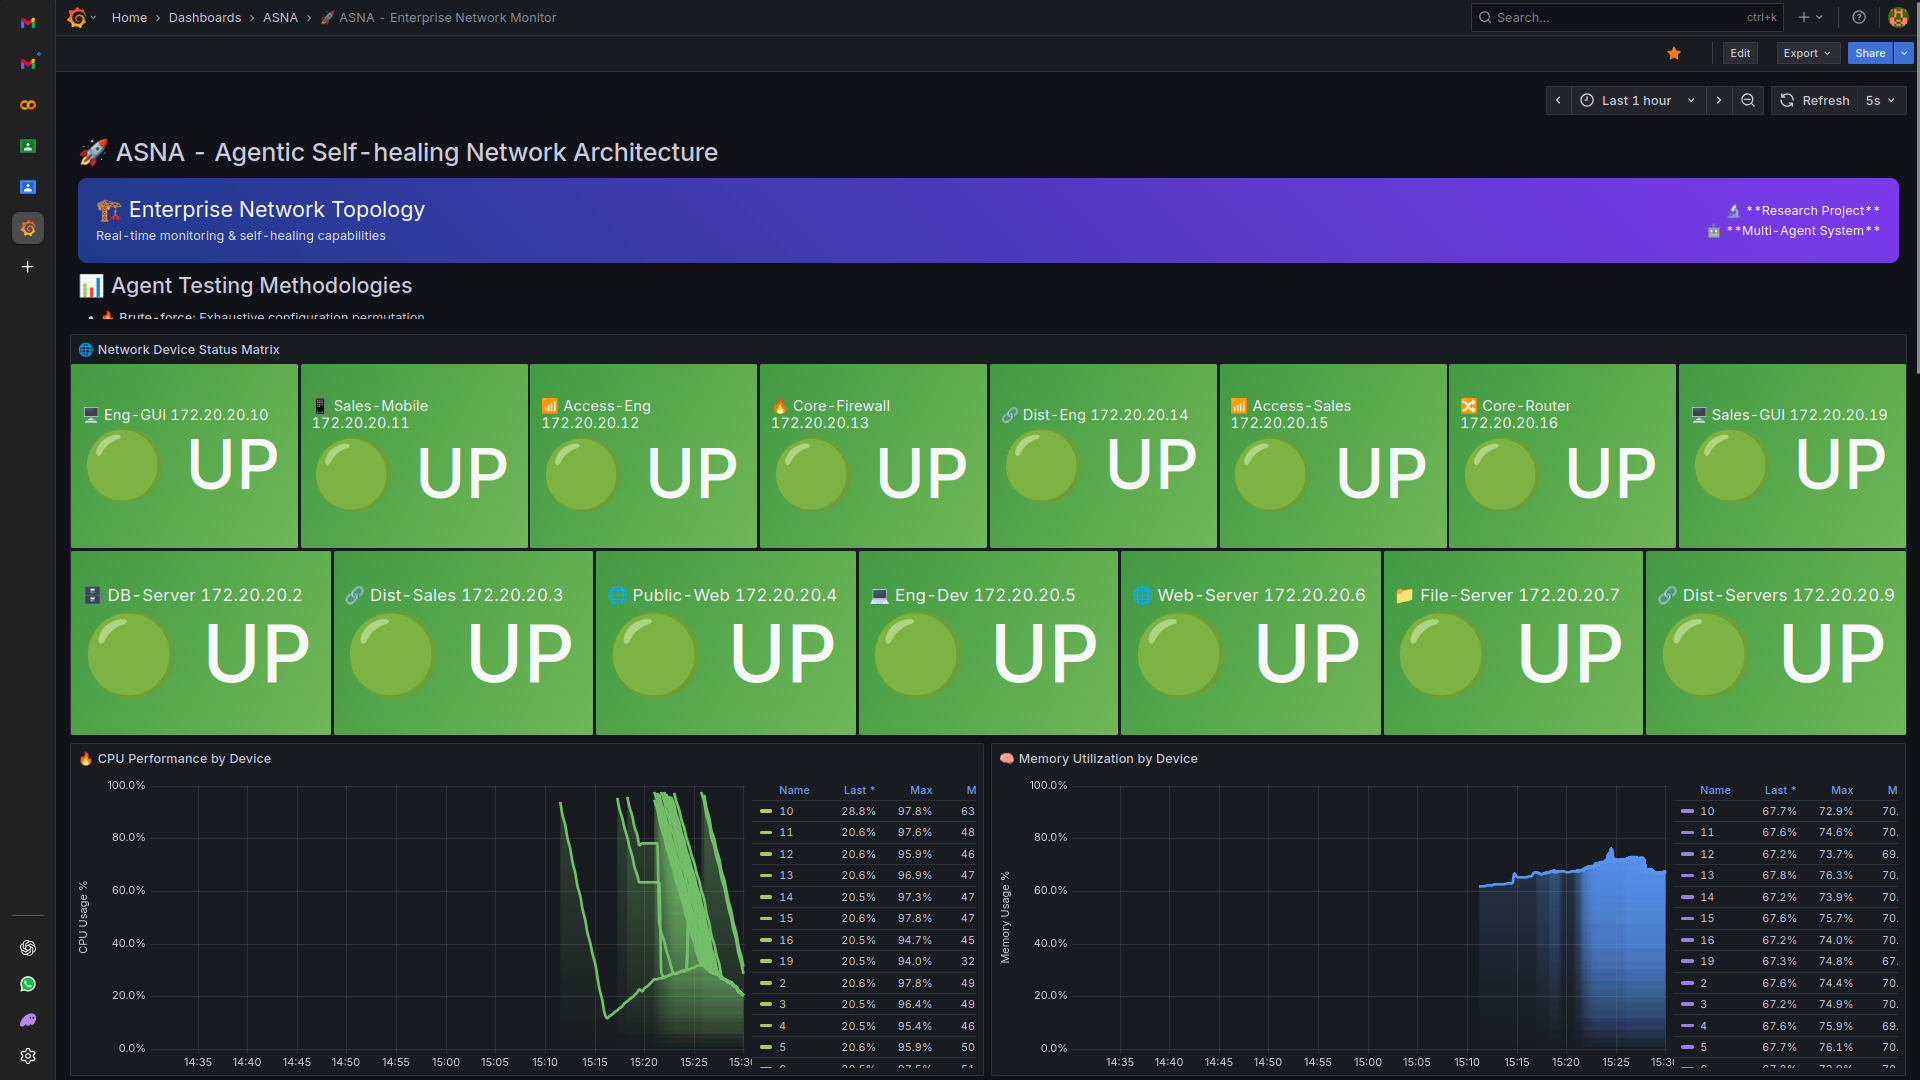 Home › Dashboards › ASNA › 🚀 ASNA - Enterprise Network Monitor
Search... ctrl+k
Edit Export Share
Last 1 hour Refresh 5s
🚀 ASNA - Agentic Self-healing Network Architecture
🏗️ Enterprise Network Topology
Real-time monitoring & self-healing capabilities
🔬 **Research Project**
🤖 **Multi-Agent System**
📊 Agent Testing Methodologies
• 🔥 Brute-force: Exhaustive configuration permutation
🌐 Network Device Status Matrix
🖥️ Eng-GUI 172.20.20.10
🟢 UP
📱 Sales-Mobile
172.20.20.11
🟢 UP
📶 Access-Eng
172.20.20.12
🟢 UP
🔥 Core-Firewall
172.20.20.13
🟢 UP
🔗 Dist-Eng 172.20.20.14
🟢 UP
📶 Access-Sales
172.20.20.15
🟢 UP
🔀 Core-Router
172.20.20.16
🟢 UP
🖥️ Sales-GUI 172.20.20.19
🟢 UP
🗄️ DB-Server 172.20.20.2
🟢 UP
🔗 Dist-Sales 172.20.20.3
🟢 UP
🌐 Public-Web 172.20.20.4
🟢 UP
💻 Eng-Dev 172.20.20.5
🟢 UP
🌐 Web-Server 172.20.20.6
🟢 UP
📁 File-Server 172.20.20.7
🟢 UP
🔗 Dist-Servers 172.20.20.9
🟢 UP
🔥 CPU Performance by Device
CPU Usage %
100.0%
80.0%
60.0%
40.0%
20.0%
0.0%
14:35 14:40 14:45 14:50 14:55 15:00 15:05 15:10 15:15 15:20 15:25 15:30
Name Last * Max M
10 28.8% 97.8% 63
11 20.6% 97.6% 48
12 20.6% 95.9% 46
13 20.6% 96.9% 47
14 20.5% 97.3% 47
15 20.6% 97.8% 47
16 20.5% 94.7% 45
19 20.5% 94.0% 32
2 20.6% 97.8% 49
3 20.5% 96.4% 49
4 20.5% 95.4% 46
5 20.6% 95.9% 50
🧠 Memory Utilization by Device
Memory Usage %
100.0%
80.0%
60.0%
40.0%
20.0%
0.0%
14:35 14:40 14:45 14:50 14:55 15:00 15:05 15:10 15:15 15:20 15:25 15:30
Name Last * Max M
10 67.7% 72.9% 70.
11 67.6% 74.6% 70.
12 67.2% 73.7% 69.
13 67.8% 76.3% 70.
14 67.2% 73.9% 70.
15 67.6% 75.7% 70.
16 67.2% 74.0% 70.
19 67.3% 74.8% 67.
2 67.6% 74.4% 70.
3 67.2% 74.9% 70.
4 67.6% 75.9% 69.
5 67.7% 76.1% 70.